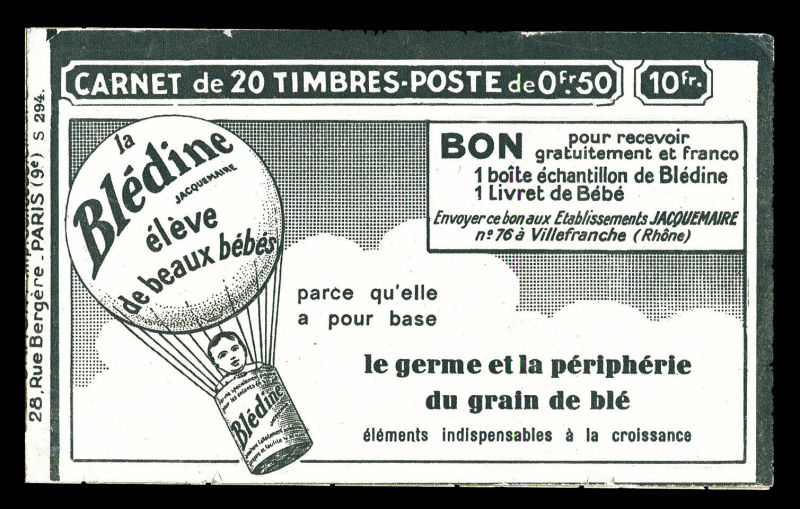 CARNET de 20 TIMBRES-POSTE de 0Fr.50
10fr.
28, Rue Bergère - PARIS (9e) S 294.
la
Blédine
JACQUEMAIRE
élève
de beaux bébés
BON pour recevoir
gratuitement et franco
1 boîte échantillon de Blédine
1 Livret de Bébé
Envoyer ce bon aux Etablissements JACQUEMAIRE
nº 76 à Villefranche (Rhône)
parce qu'elle
a pour base
le germe et la périphérie
du grain de blé
éléments indispensables à la croissance
Blédine